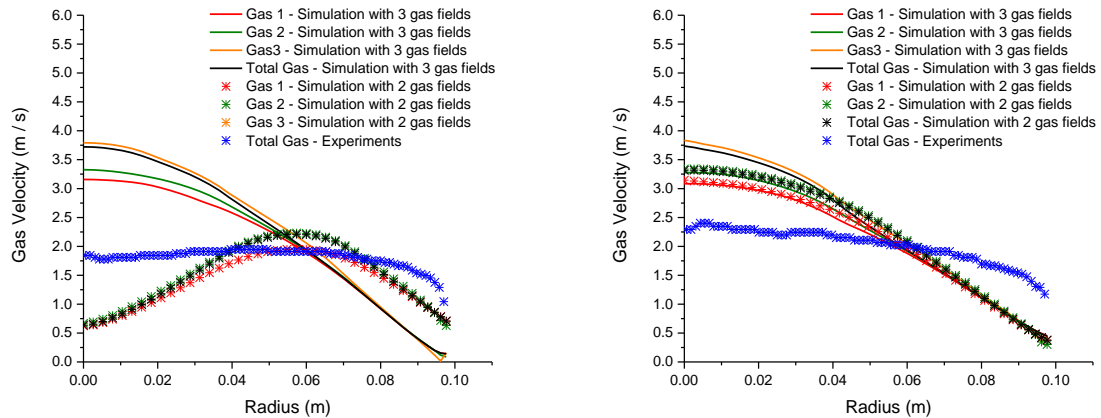 6.0
5.5
5.0
4.5
4.0
3.5
3.0
2.5
2.0
1.5
1.0
0.5
0.0
Gas Velocity (m / s)
0.00 0.02 0.04 0.06 0.08 0.10
Radius (m)
Gas 1 - Simulation with 3 gas fields
Gas 2 - Simulation with 3 gas fields
Gas3 - Simulation with 3 gas fields
Total Gas - Simulation with 3 gas fields
Gas 1 - Simulation with 2 gas fields
Gas 2 - Simulation with 2 gas fields
Gas 3 - Simulation with 2 gas fields
Total Gas - Experiments
6.0
5.5
5.0
4.5
4.0
3.5
3.0
2.5
2.0
1.5
1.0
0.5
0.0
Gas Velocity (m / s)
0.00 0.02 0.04 0.06 0.08 0.10
Radius (m)
Gas 1 - Simulation with 3 gas fields
Gas 2 - Simulation with 3 gas fields
Gas3 - Simulation with 3 gas fields
Total Gas - Simulation with 3 gas fields
Gas 1 - Simulation with 2 gas fields
Gas 2 - Simulation with 2 gas fields
Total Gas - Simulation with 2 gas fields
Total Gas - Experiments